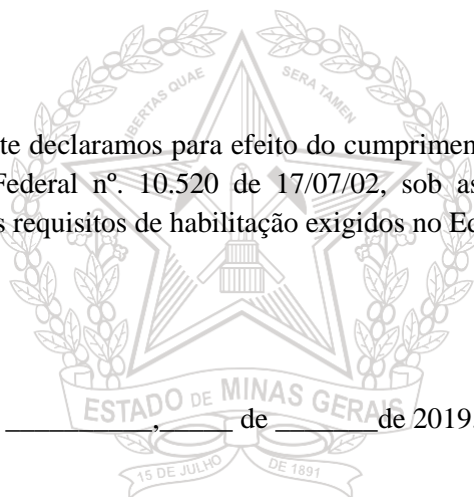 LIBERTAS QUAE SERA TAMEN
te declaramos para efeito do cumprimen
Federal nº. 10.520 de 17/07/02, sob as
s requisitos de habilitação exigidos no Ed
ESTADO DE MINAS GERAIS
___________,_____ de _______de 2019.
15 DE JULHO DE 1891